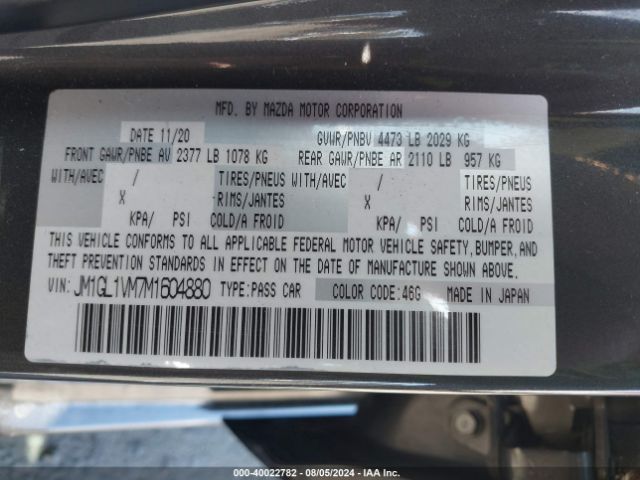 MFD. BY MAZDA MOTOR CORPORATION
DATE 11/20 GVWR/PNBV 4473 LB 2029 KG
FRONT GAWR/PNBE AV 2377 LB 1078 KG REAR GAWR/PNBE AR 2110 LB 957 KG
WITH/AVEC / TIRES/PNEUS WITH/AVEC / TIRES/PNEUS
X RIMS/JANTES X RIMS/JANTES
KPA/ PSI COLD/A FROID KPA/ PSI COLD/A FROID
THIS VEHICLE CONFORMS TO ALL APPLICABLE FEDERAL MOTOR VEHICLE SAFETY, BUMPER, AND
THEFT PREVENTION STANDARDS IN EFFECT ON THE DATE OF MANUFACTURE SHOWN ABOVE.
VIN: JM1GL1VM7M1604880 TYPE: PASS CAR COLOR CODE: 46G MADE IN JAPAN
000-40022782 - 08/05/2024 - IAA Inc.